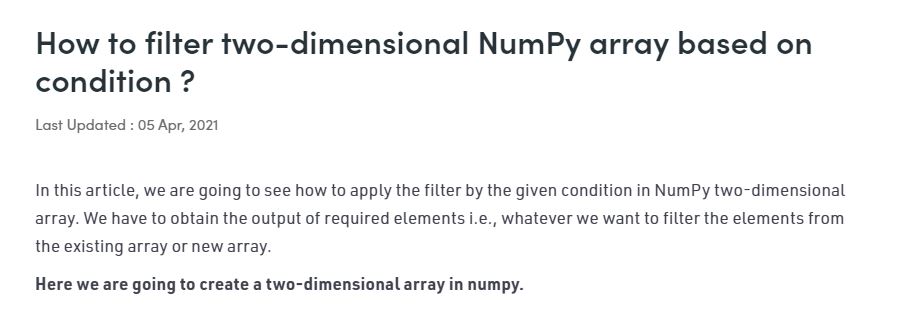 How to filter two-dimensional NumPy array based on
condition ?
Last Updated : 05 Apr, 2021
In this article, we are going to see how to apply the filter by the given condition in NumPy two-dimensional
array. We have to obtain the output of required elements i.e., whatever we want to filter the elements from
the existing array or new array.
Here we are going to create a two-dimensional array in numpy.